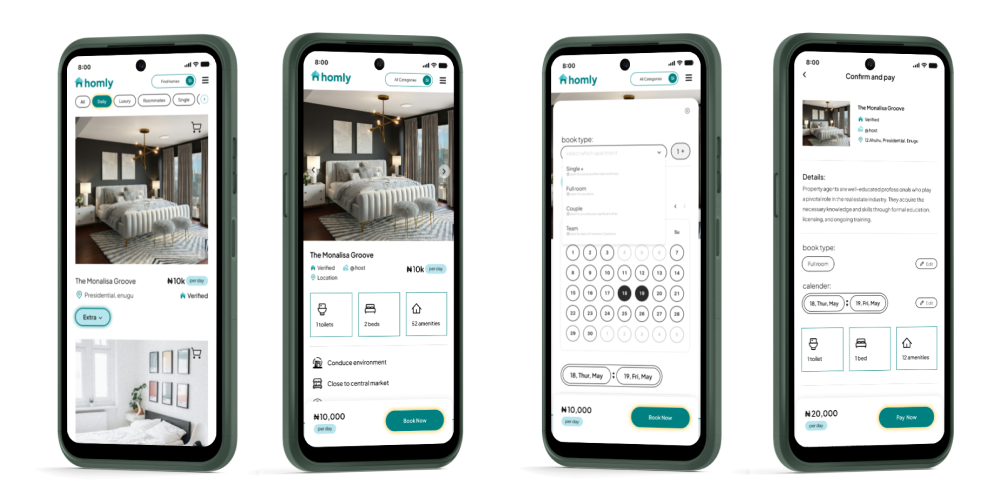 8:00
homly
All
Daily
Luxury
Roommates
Single
The Monalisa Groove
₦10k per day
Presidential, enugu
Verified
Extra
8:00
homly
All Categories
The Monalisa Groove
Verified
@host
₦10k per day
Location
1 toilets
2 beds
52 amenities
Conduce environment
Close to central market
₦10,000
per day
Book Now
8:00
homly
All Categories
book type:
1 +
Single +
Full room
Couple
Team
Sa
1 2 3 4 5 6 7
8 9 10 11 12 13 14
15 16 17 18 19 20 21
22 23 24 25 26 27 28
29 30 1 2 3 4 5
18, Thur, May : 19, Fri, May
₦10,000
per day
Book Now
8:00
Confirm and pay
The Monalisa Groove
Verified
@host
12 Ahuhu, Presidential, Enugu
Details:
Property agents are well-educated professionals who play
a pivotal role in the real estate industry. They acquire the
necessary knowledge and skills through formal education,
licensing, and ongoing training.
book type:
Full room
Edit
calender:
18, Thur, May : 19, Fri, May
Edit
1 toilet
1 bed
12 amenities
₦20,000
per day
Pay Now